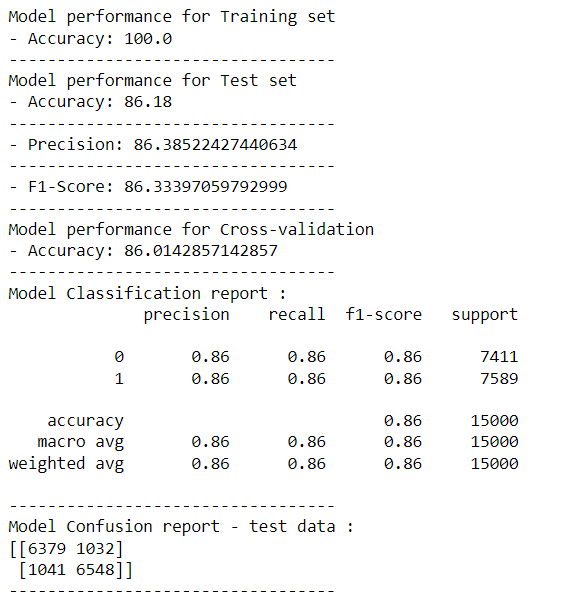 Model performance for Training set
- Accuracy: 100.0
----------------------------------
Model performance for Test set
- Accuracy: 86.18
----------------------------------
- Precision: 86.38522427440634
----------------------------------
- F1-Score: 86.33397059792999
----------------------------------
Model performance for Cross-validation
- Accuracy: 86.0142857142857
----------------------------------
Model Classification report :
precision recall f1-score support
0 0.86 0.86 0.86 7411
1 0.86 0.86 0.86 7589
accuracy 0.86 15000
macro avg 0.86 0.86 0.86 15000
weighted avg 0.86 0.86 0.86 15000
----------------------------------
Model Confusion report - test data :
[[6379 1032]
[1041 6548]]
----------------------------------